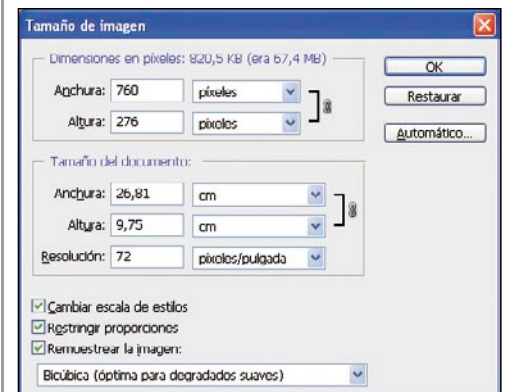 Tamaño de imagen
Dimensiones en píxeles: 820,5 KB (era 67,4 MB)
Anchura: 760 píxeles
Altura: 276 píxeles
OK
Restaurar
Automático...
Tamaño del documento:
Anchura: 26,81 cm
Altura: 9,75 cm
Resolución: 72 píxeles/pulgada
Cambiar escala de estilos
Restringir proporciones
Remuestrear la imagen:
Bicúbica (óptima para degradados suaves)